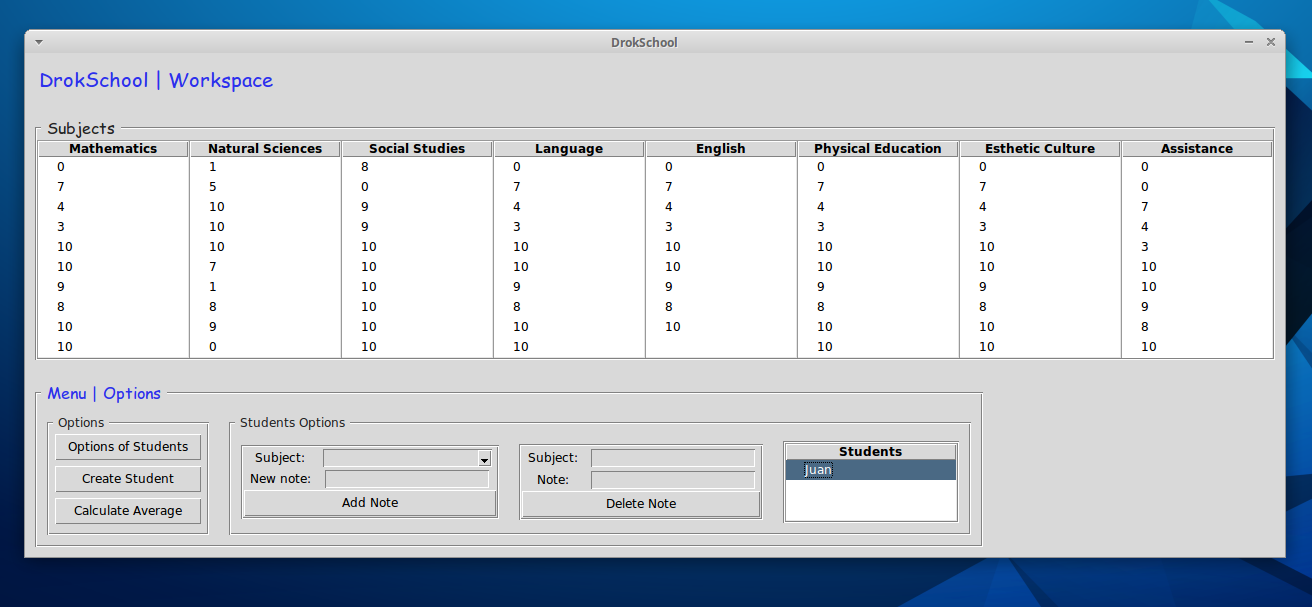 DrokSchool
DrokSchool | Workspace
Subjects
Mathematics Natural Sciences Social Studies Language English Physical Education Esthetic Culture Assistance
0 1 8 0 0 0 0 0
7 5 0 7 7 7 7 0
4 10 9 4 4 4 4 7
3 10 9 3 3 3 3 4
10 10 10 10 10 10 10 3
10 7 10 10 10 10 10 10
9 1 10 9 9 9 9 10
8 8 10 8 8 8 8 9
10 9 10 10 10 10 10 8
10 0 10 10 10 10 10
Menu | Options
Options
Options of Students
Create Student
Calculate Average
Students Options
Subject:
New note:
Add Note
Subject:
Note:
Delete Note
Students
Juan